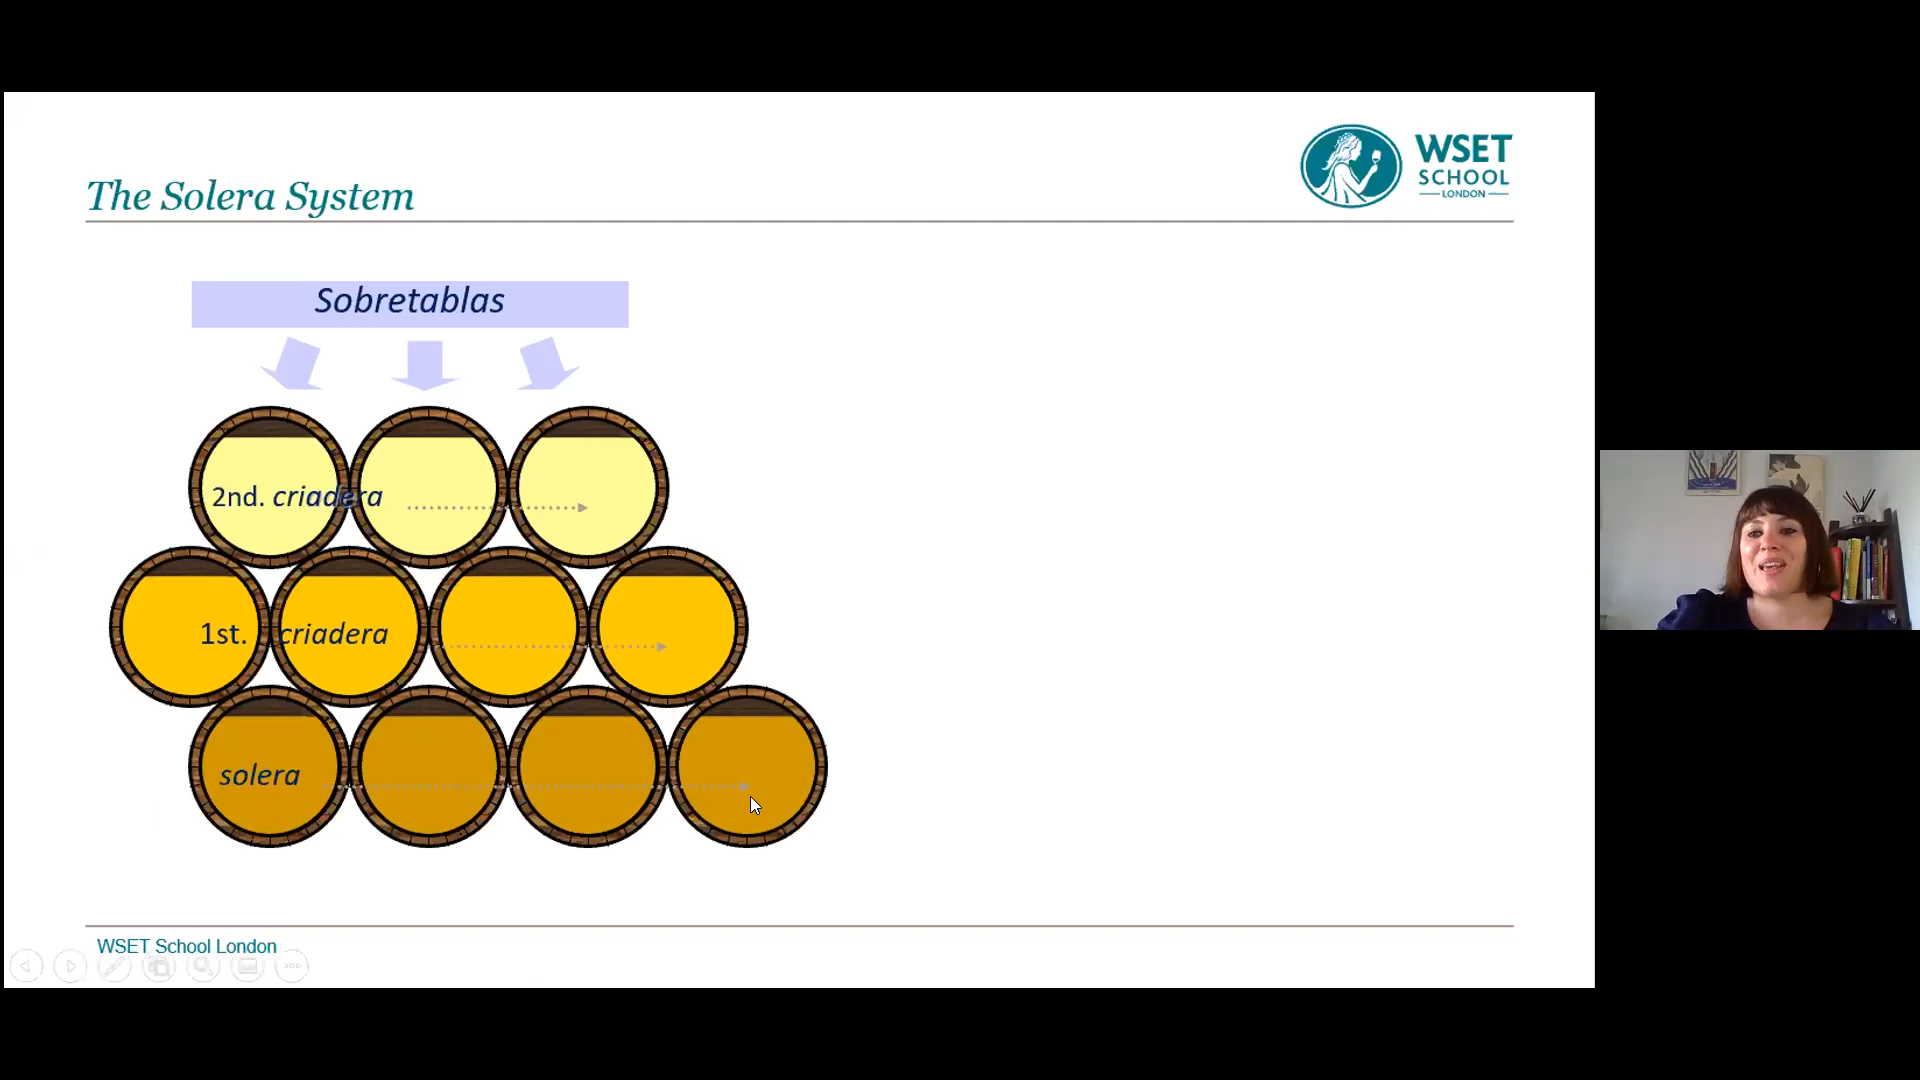 The Solera System
WSET
SCHOOL
LONDON
Sobretablas
2nd. criadera
1st. criadera
solera
WSET School London